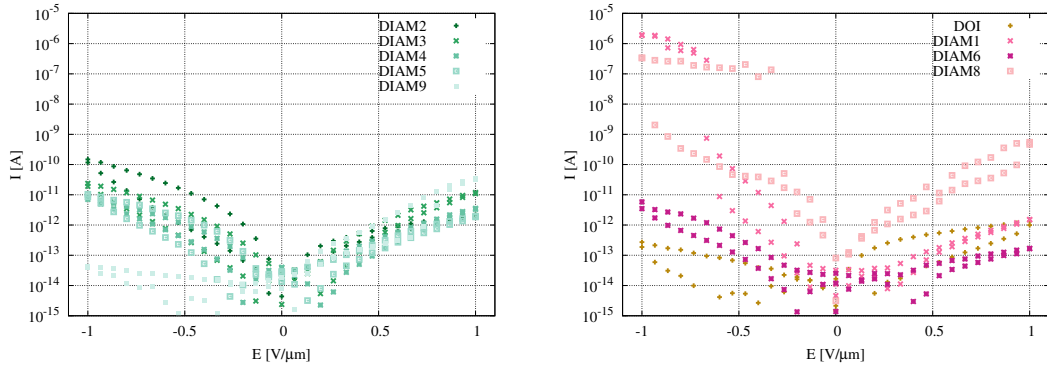 I [A]
10⁻⁵
10⁻⁶
10⁻⁷
10⁻⁸
10⁻⁹
10⁻¹⁰
10⁻¹¹
10⁻¹²
10⁻¹³
10⁻¹⁴
10⁻¹⁵
-1
-0.5
0
0.5
1
E [V/μm]
DIAM2
DIAM3
DIAM4
DIAM5
DIAM9
I [A]
10⁻⁵
10⁻⁶
10⁻⁷
10⁻⁸
10⁻⁹
10⁻¹⁰
10⁻¹¹
10⁻¹²
10⁻¹³
10⁻¹⁴
10⁻¹⁵
-1
-0.5
0
0.5
1
E [V/μm]
DOI
DIAM1
DIAM6
DIAM8